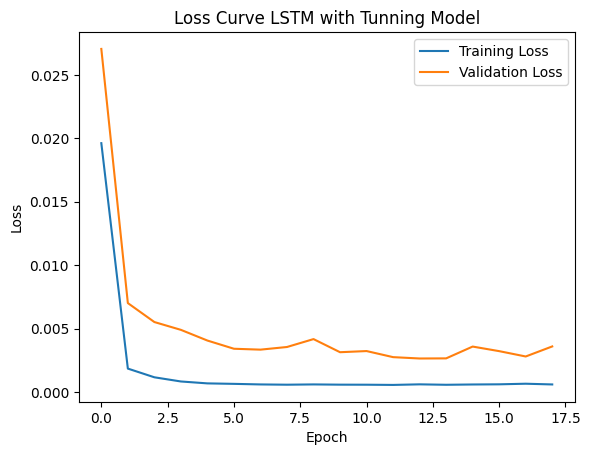 Loss Curve LSTM with Tunning Model
Training Loss
Validation Loss
0.025
0.020
0.015
0.010
0.005
0.000
Loss
0.0 2.5 5.0 7.5 10.0 12.5 15.0 17.5
Epoch